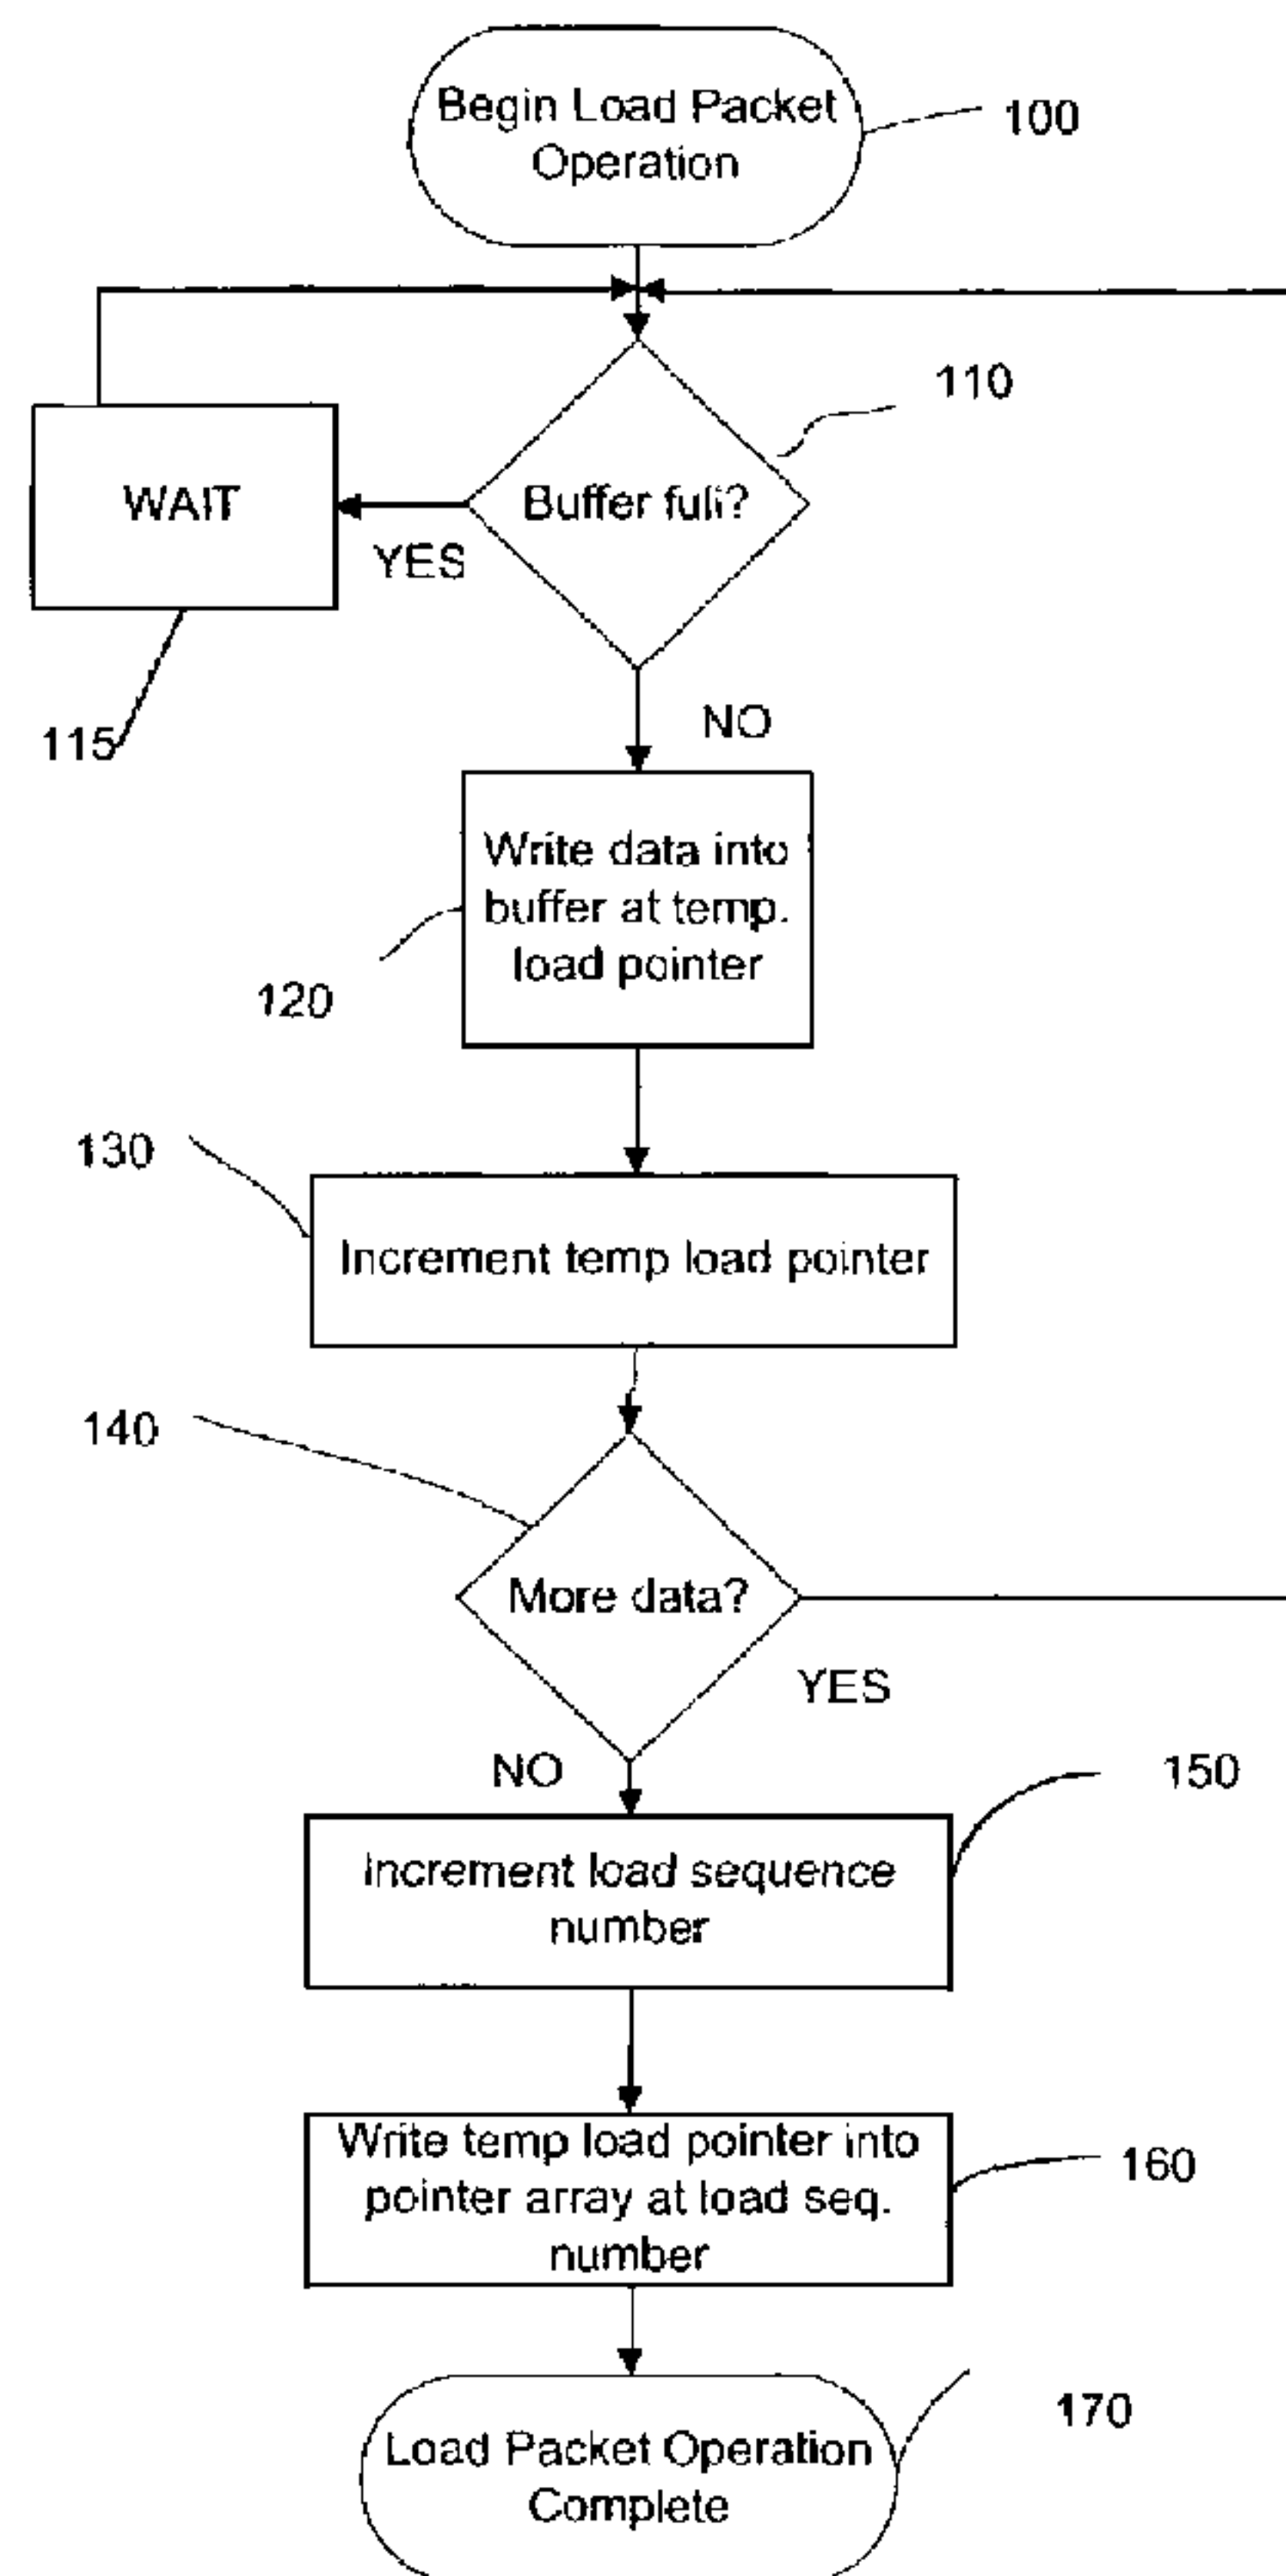 Begin Load Packet
Operation
100
110
WAIT
Buffer full?
YES
115
NO
Write data into
buffer at temp.
load pointer
120
130
Increment temp load pointer
140
More data?
YES
NO
150
Increment load sequence
number
Write temp load pointer into
pointer array at load seq.
number
160
170
Load Packet Operation
Complete